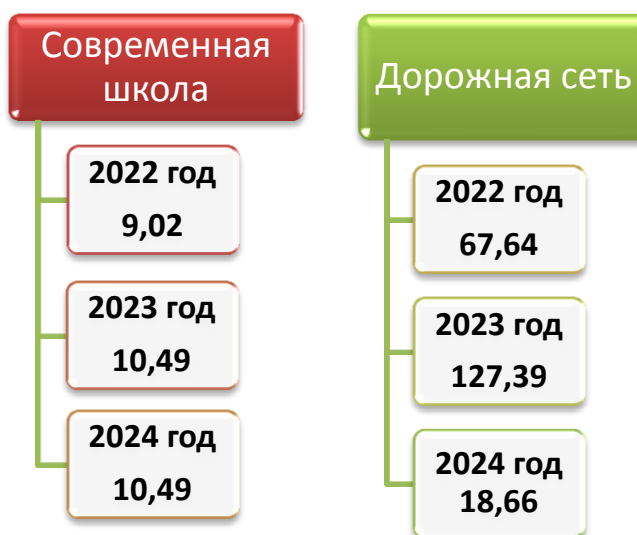 Современная
школа
2022 год
9,02
2023 год
10,49
2024 год
10,49
Дорожная сеть
2022 год
67,64
2023 год
127,39
2024 год
18,66